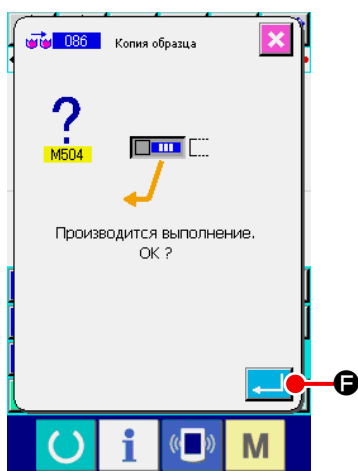 086 Копия образца
?
M504
Производится выполнение.
OK ?
F
i
M